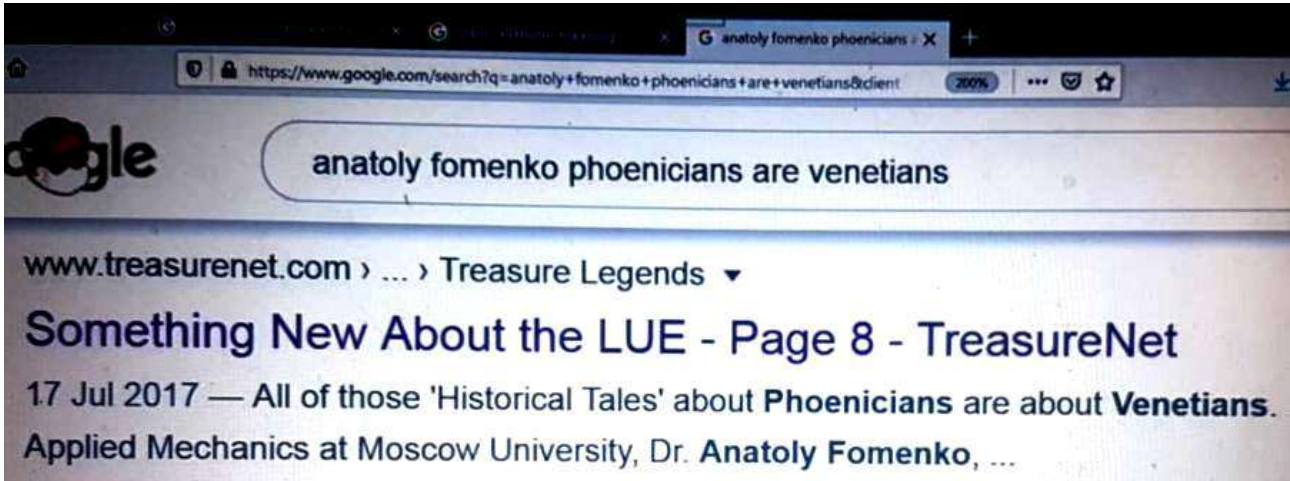 G anatoly fomenko phoenicians
https://www.google.com/search?q=anatoly+fomenko+phoenicians+are+venetians&client
200%
gle
anatoly fomenko phoenicians are venetians
www.treasurenet.com › ... › Treasure Legends
Something New About the LUE - Page 8 - TreasureNet
17 Jul 2017 — All of those 'Historical Tales' about Phoenicians are about Venetians.
Applied Mechanics at Moscow University, Dr. Anatoly Fomenko, ...